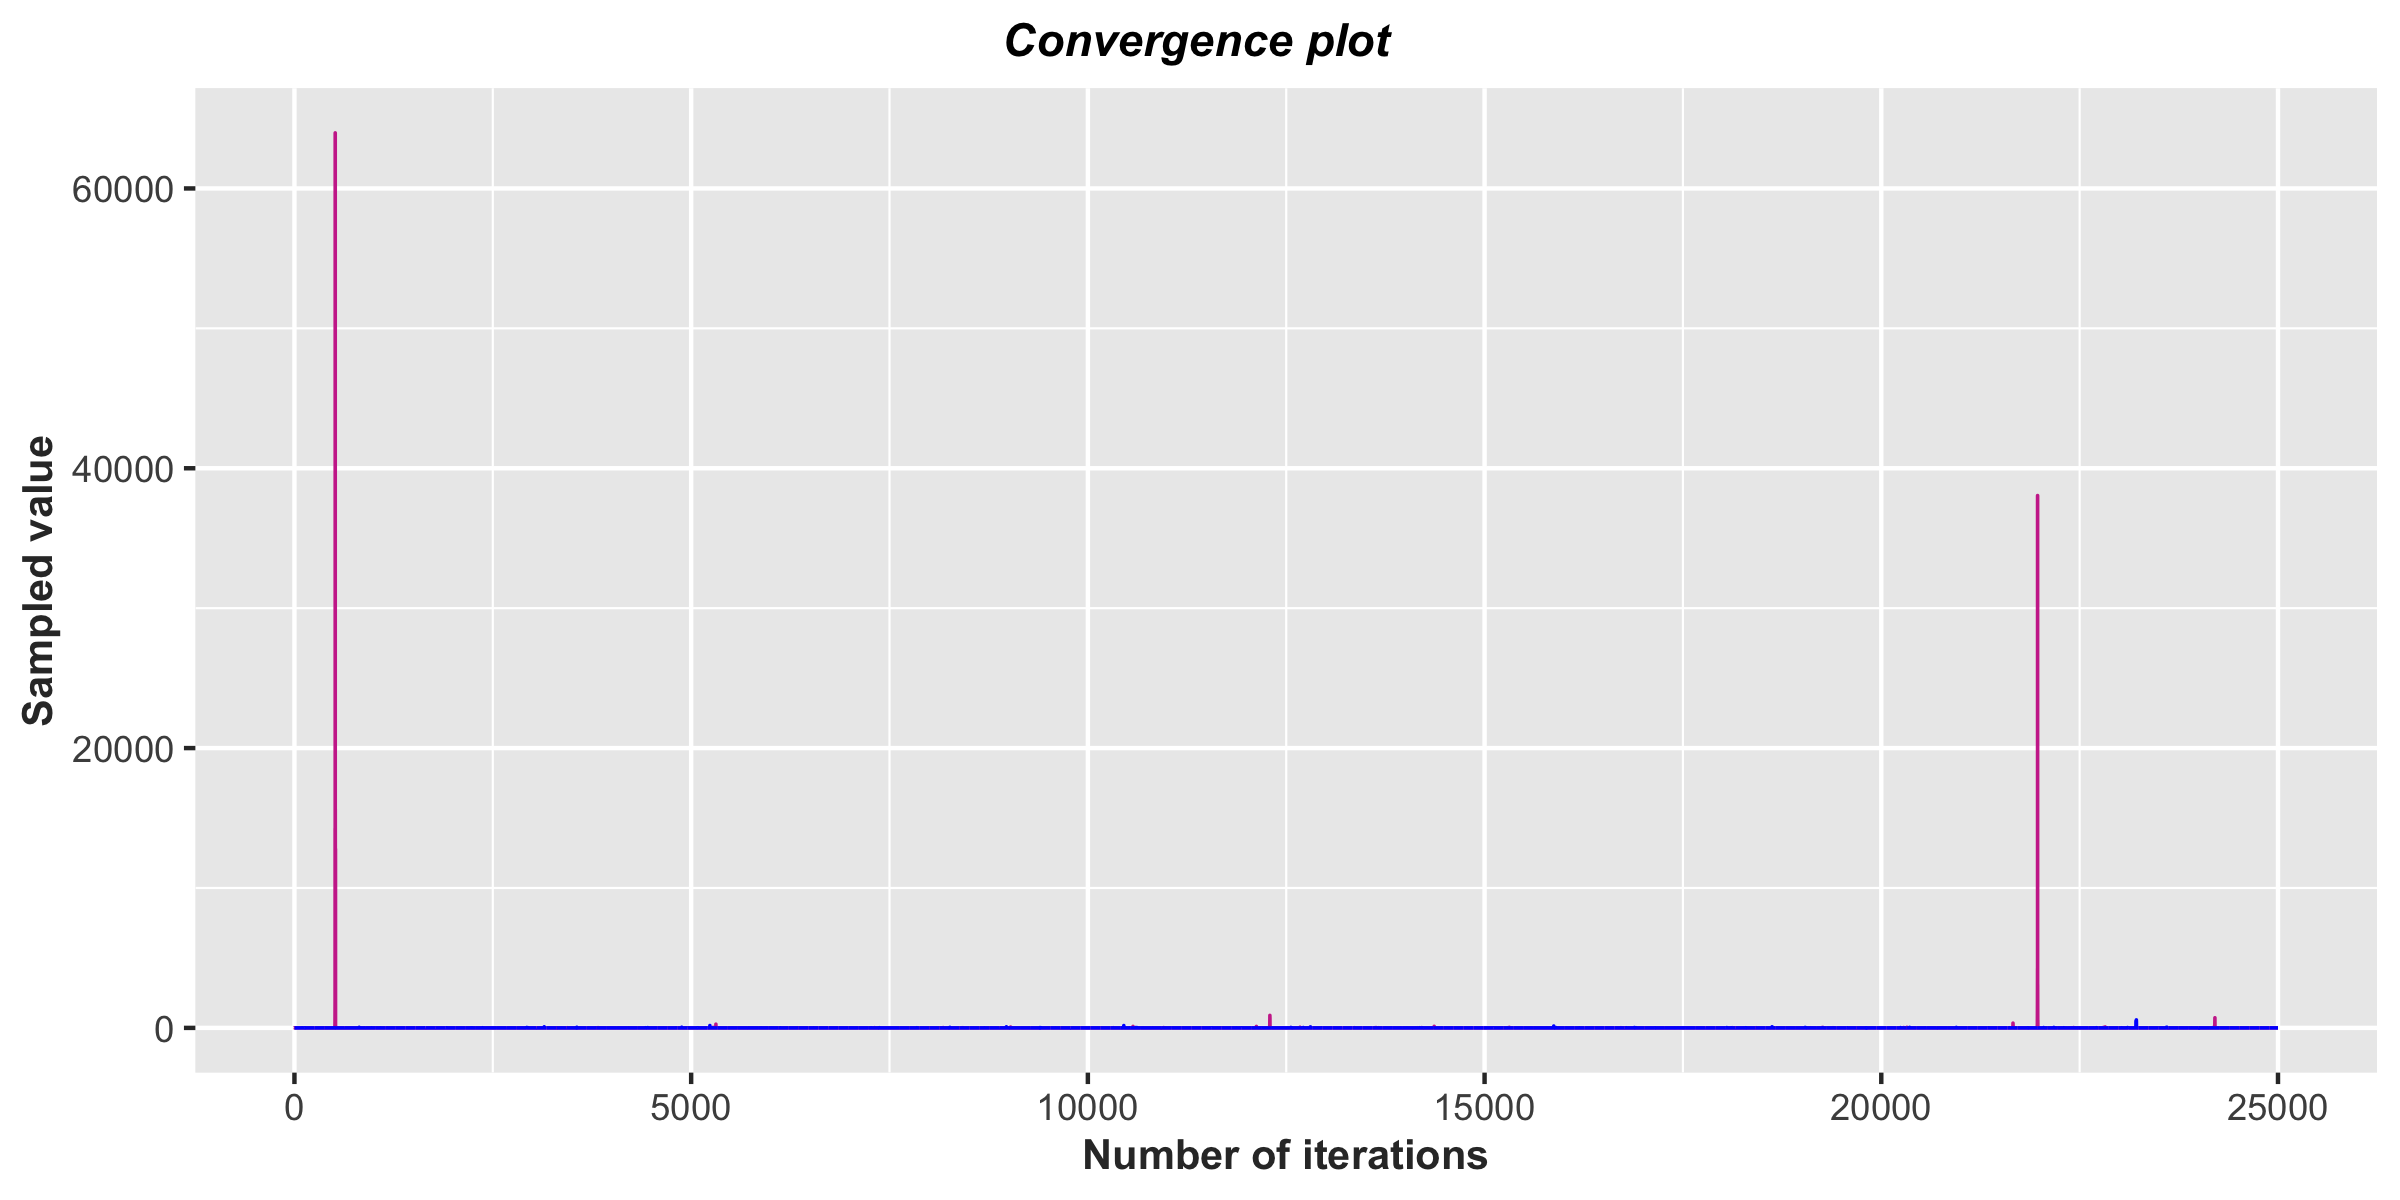 Convergence plot
Sampled value
60000
40000
20000
0
0 5000 10000 15000 20000 25000
Number of iterations